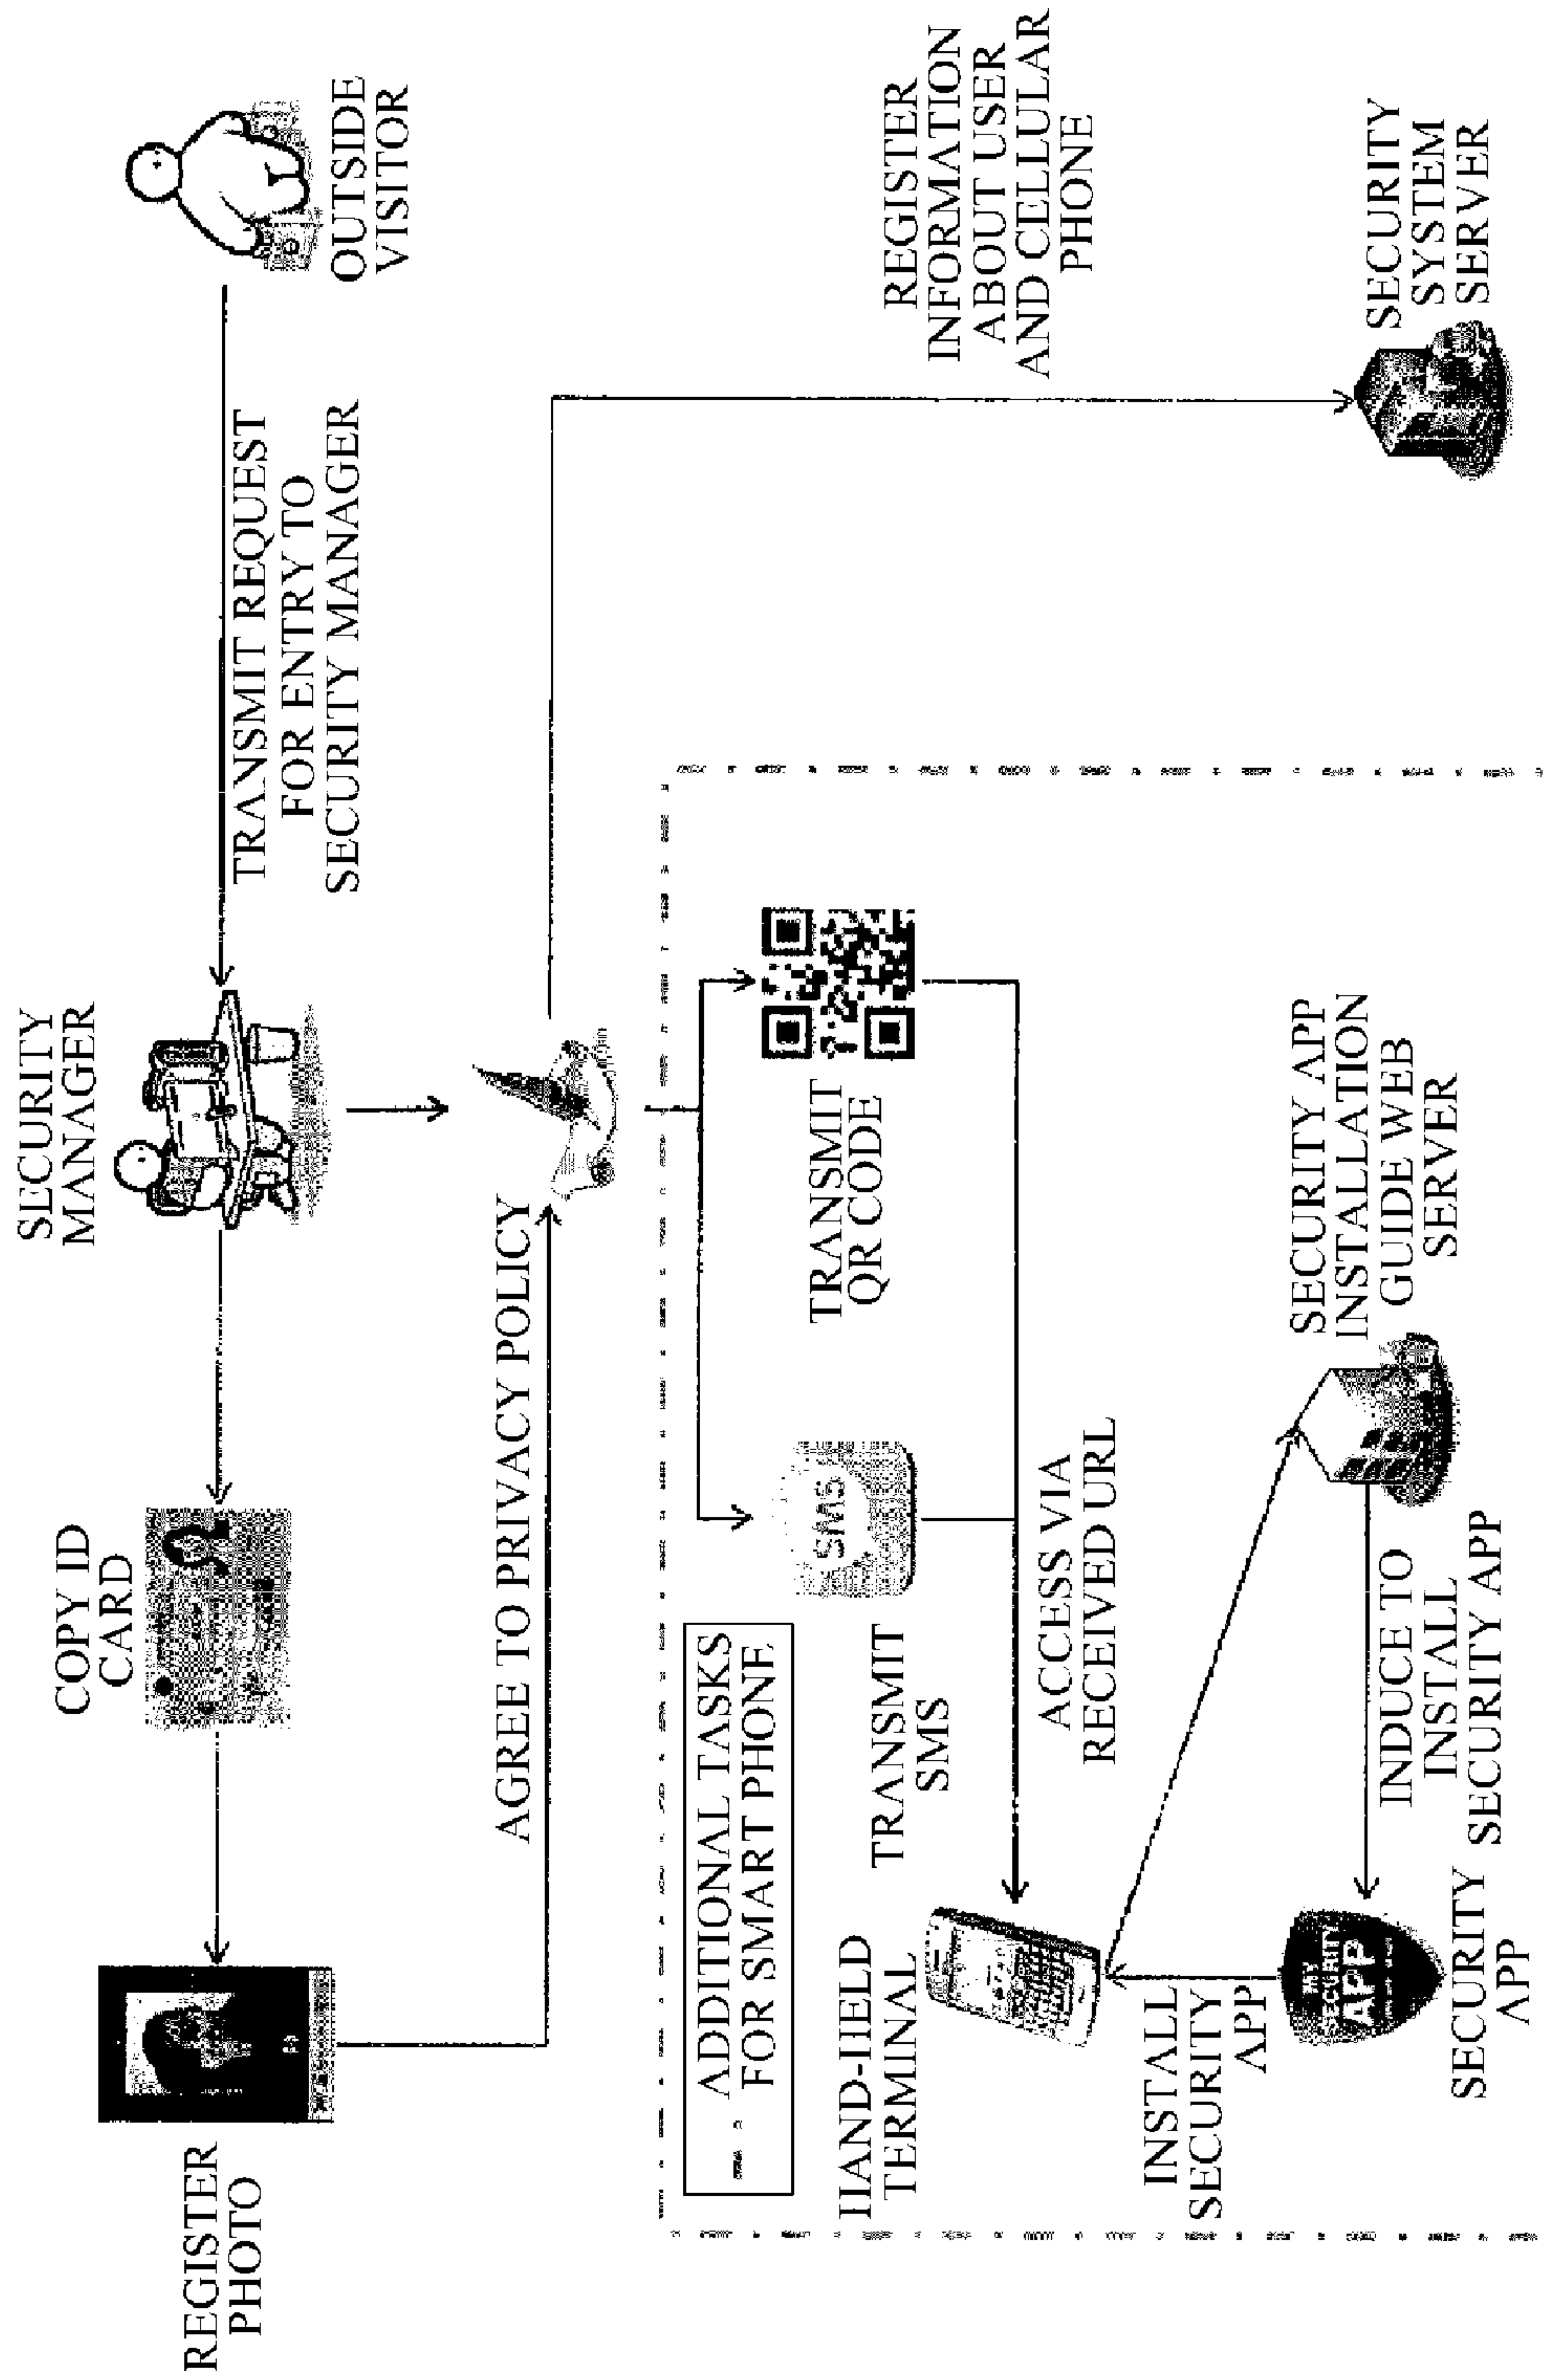 SECURITY
MANAGER
COPY ID
CARD
REGISTER
PHOTO
TRANSMIT REQUEST
FOR ENTRY TO
SECURITY MANAGER
OUTSIDE
VISITOR
AGREE TO PRIVACY POLICY
ADDITIONAL TASKS
FOR SMART PHONE
SMS
TRANSMIT
QR CODE
HAND-HELD
TERMINAL
TRANSMIT
SMS
REGISTER
INFORMATION
ABOUT USER
AND CELLULAR
PHONE
ACCESS VIA
RECEIVED URL
INSTALL
SECURITY
APP
SECURITY APP
INSTALLATION
GUIDE WEB
SERVER
SECURITY
SYSTEM
SERVER
INDUCE TO
INSTALL
SECURITY APP
SECURITY
APP
SECURITY
APP